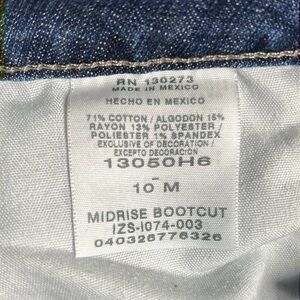 RN 130273
MADE IN MEXICO
HECHO EN MEXICO
71% COTTON / ALGODON 15%
RAYON 13% POLYESTER /
POLIESTER 1% SPANDEX
EXCLUSIVE OF DECORATION /
EXCEPTO DECORACION
13050H6
-
10 M
MIDRISE BOOTCUT
IZS-I074-003
040326776326